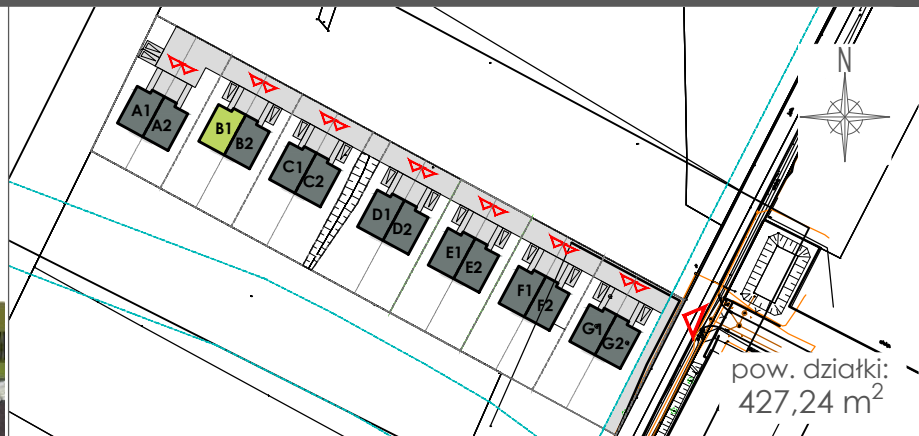 N
A1
A2
B1
B2
C1
C2
D1
D2
E1
E2
F1
F2
G1
G2
pow. działki:
427,24 m²